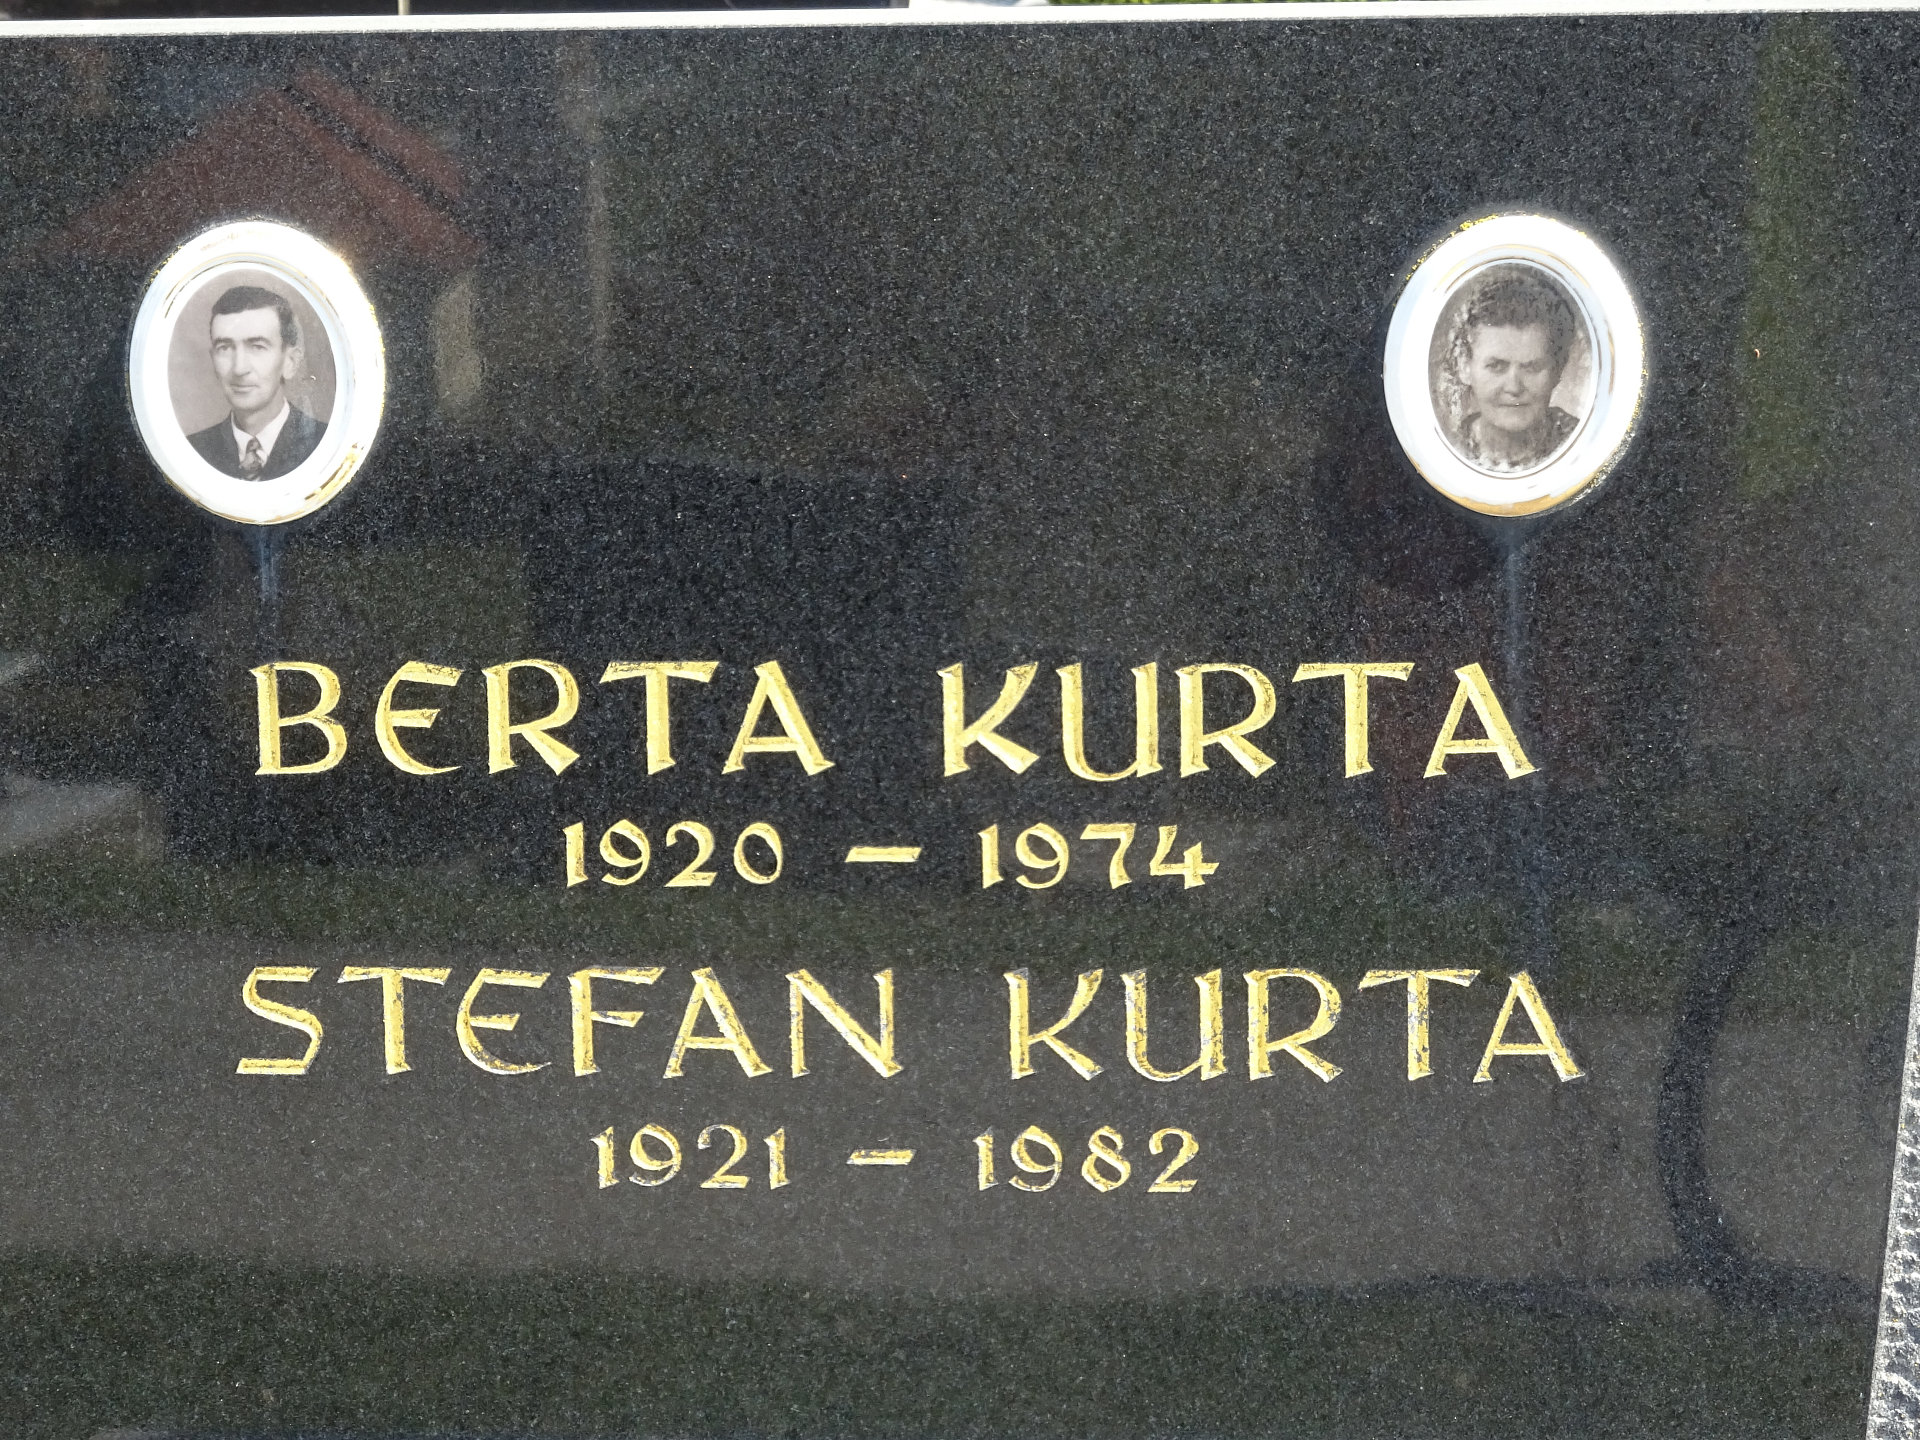 BERTA KURTA
1920 – 1974
STEFAN KURTA
1921 – 1982